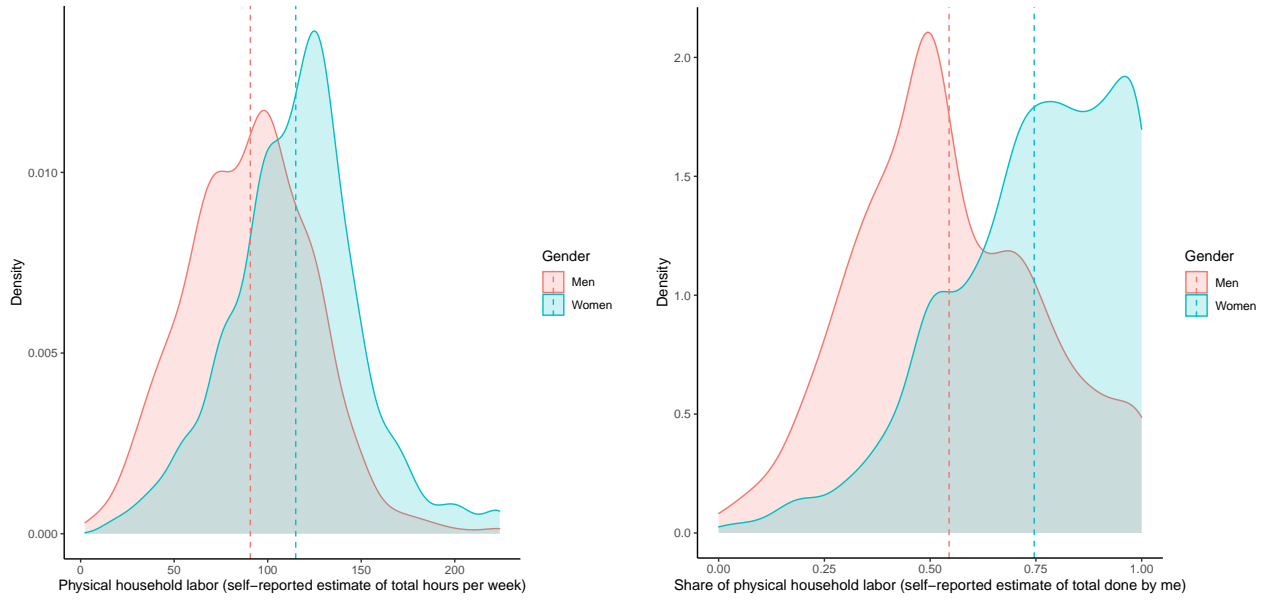 Density
0.010
0.005
0.000
0
50
100
150
200
Physical household labor (self−reported estimate of total hours per week)
Gender
Men
Women
Density
2.0
1.5
1.0
0.5
0.0
0.00
0.25
0.50
0.75
1.00
Share of physical household labor (self−reported estimate of total done by me)
Gender
Men
Women